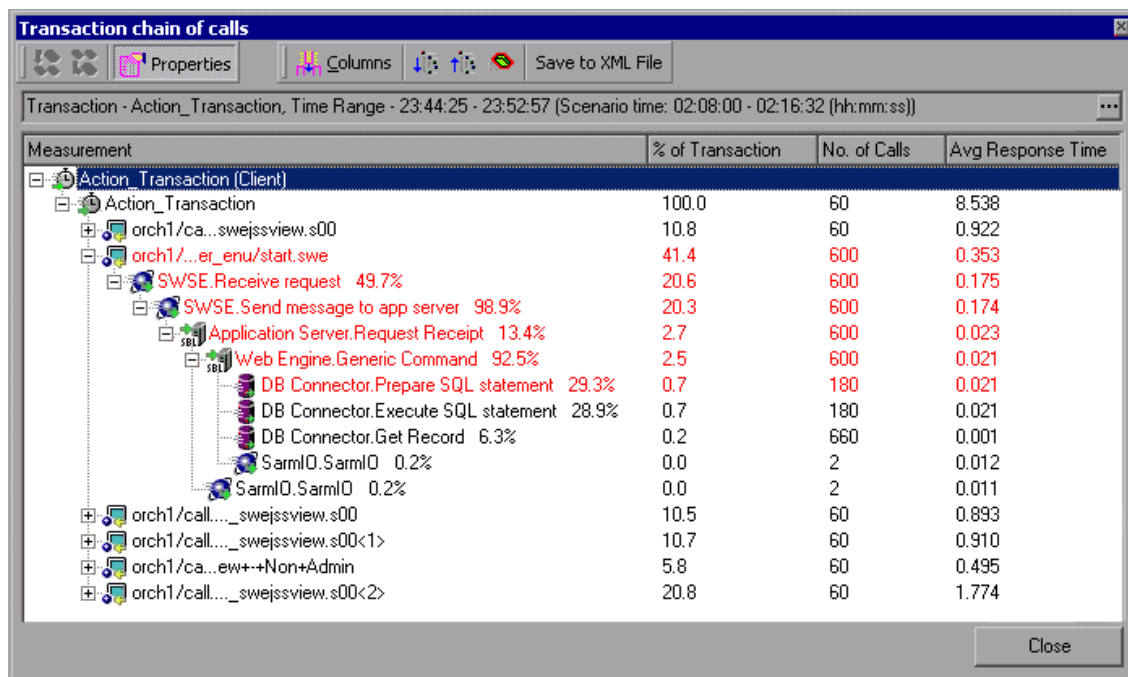 Transaction chain of calls
Properties Columns Save to XML File
Transaction - Action_Transaction, Time Range - 23:44:25 - 23:52:57 (Scenario time: 02:08:00 - 02:16:32 (hh:mm:ss)) ...
Measurement % of Transaction No. of Calls Avg Response Time
Action_Transaction (Client)
Action_Transaction 100.0 60 8.538
orch1/ca...swejssview.s00 10.8 60 0.922
orch1/...er_enu/start.swe 41.4 600 0.353
SWSE.Receive request 49.7% 20.6 600 0.175
SWSE.Send message to app server 98.9% 20.3 600 0.174
SBL Application Server.Request Receipt 13.4% 2.7 600 0.023
SBL Web Engine.Generic Command 92.5% 2.5 600 0.021
DB Connector.Prepare SQL statement 29.3% 0.7 180 0.021
DB Connector.Execute SQL statement 28.9% 0.7 180 0.021
DB Connector.Get Record 6.3% 0.2 660 0.001
SarmIO.SarmIO 0.2% 0.0 2 0.012
SarmIO.SarmIO 0.2% 0.0 2 0.011
orch1/call...._swejssview.s00 10.5 60 0.893
orch1/call...._swejssview.s00<1> 10.7 60 0.910
orch1/ca...ew+-+Non+Admin 5.8 60 0.495
orch1/call...._swejssview.s00<2> 20.8 60 1.774
Close